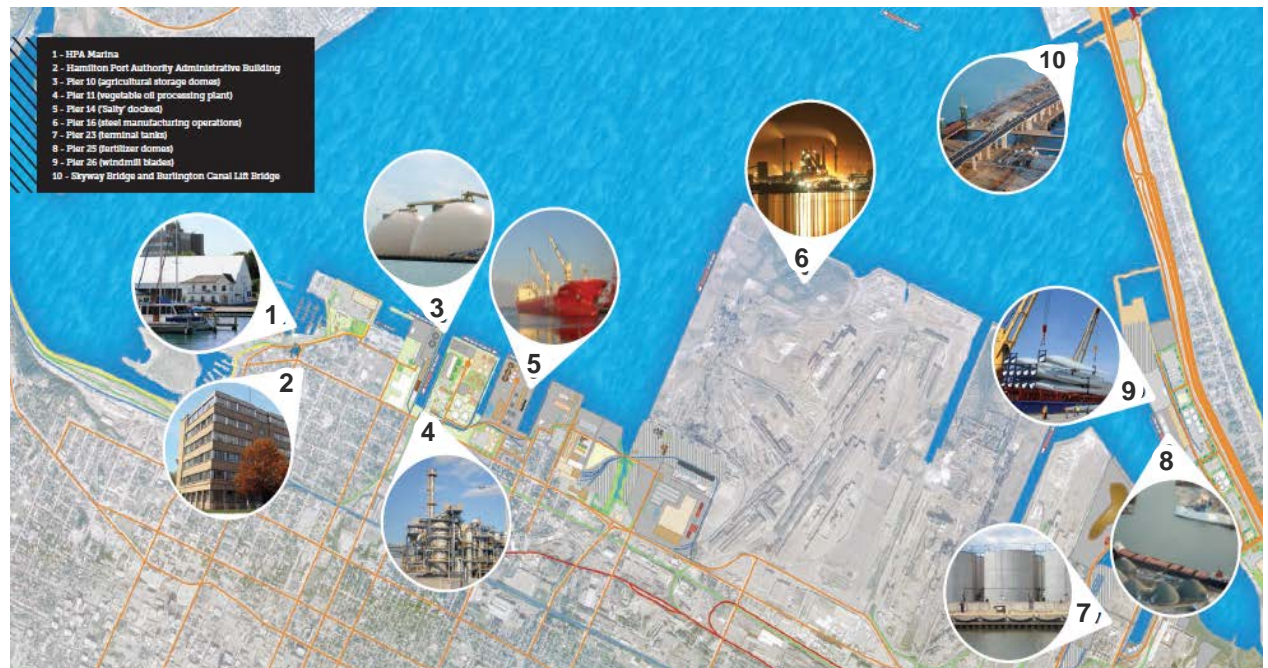 1 - HPA Marina
2 - Hamilton Port Authority Administrative Building
3 - Pier 10 (agricultural storage domes)
4 - Pier 11 (vegetable oil processing plant)
5 - Pier 14 ('Salty' docked)
6 - Pier 16 (steel manufacturing operations)
7 - Pier 23 (terminal tanks)
8 - Pier 25 (fertilizer domes)
9 - Pier 26 (windmill blades)
10 - Skyway Bridge and Burlington Canal Lift Bridge
10
6
3
1
5
2
9
4
8
7